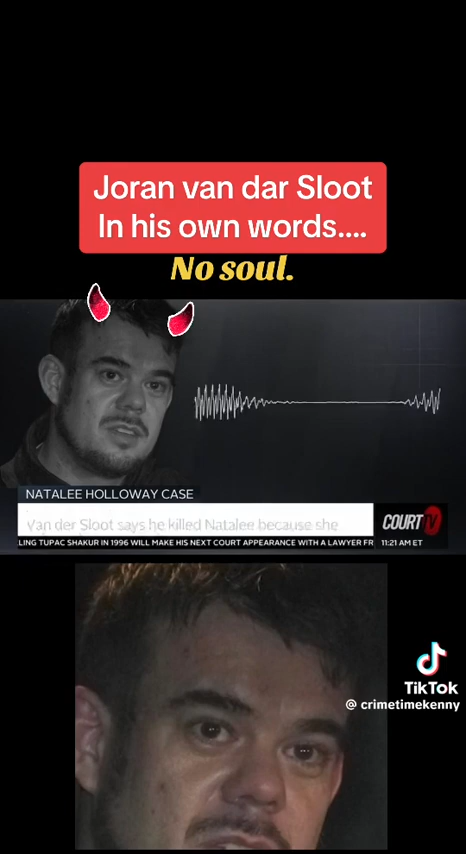 Joran van dar Sloot
In his own words....
No soul.
NATALEE HOLLOWAY CASE
Van der Sloot says he killed Natalee because she
COURT TV
LING TUPAC SHAKUR IN 1996 WILL MAKE HIS NEXT COURT APPEARANCE WITH A LAWYER FR
11:21 AM ET
TikTok
@ crimetimekenny